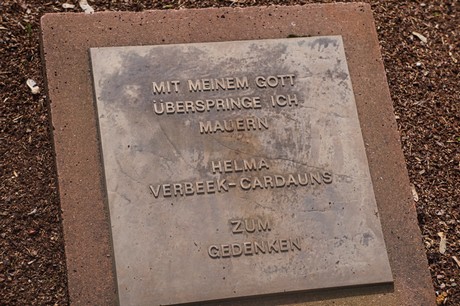 MIT MEINEM GOTT
ÜBERSPRINGE ICH
MAUERN
HELMA
VERBEEK-CARDAUNS
ZUM
GEDENKEN